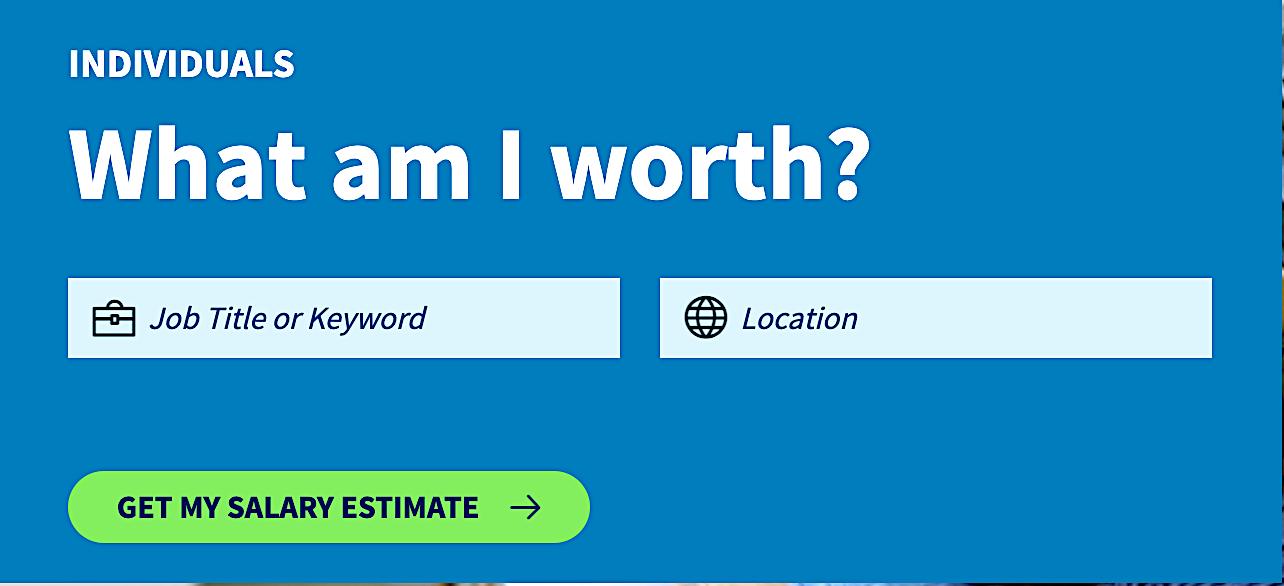 INDIVIDUALS
What am I worth?
Job Title or Keyword
Location
GET MY SALARY ESTIMATE